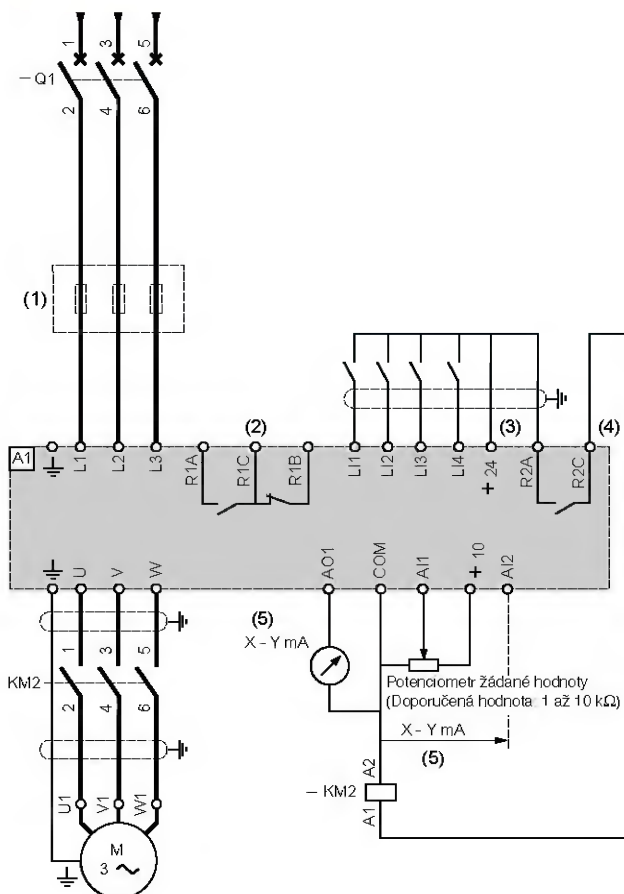 1 3 5
– Q1
2 4 6
(1)
(2) (3) (4)
A1
L1 L2 L3 R1A R1C R1B LI1 LI2 LI3 LI4 + 24 R2A R2C
U V W AO1 COM AI1 + 10 AI2
(5)
X - Y mA
1 3 5
KM2
2 4 6
Potenciometr žádané hodnoty
(Doporučená hodnota: 1 až 10 kΩ)
X - Y mA
(5)
A2
– KM2
A1
U1 V1 W1
M
3 ~